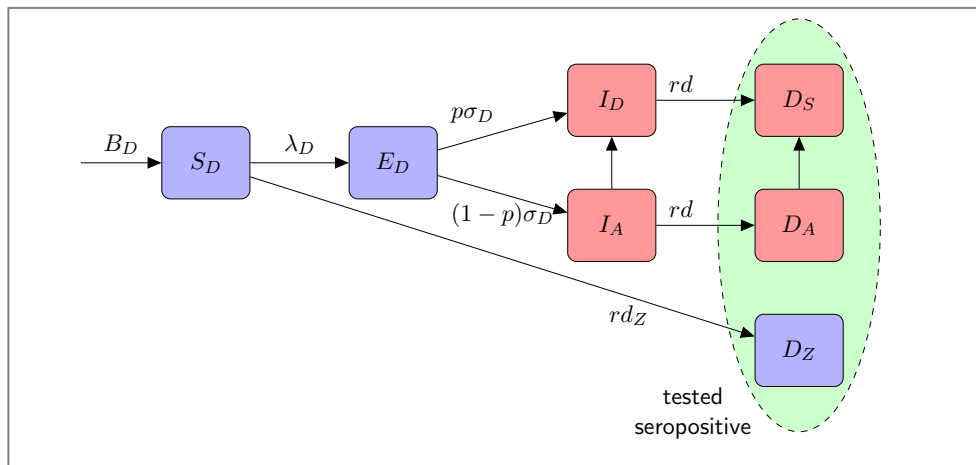 B_D
S_D
λ_D
E_D
pσ_D
(1 − p)σ_D
I_D
rd
D_S
I_A
rd
D_A
rd_Z
D_Z
tested
seropositive